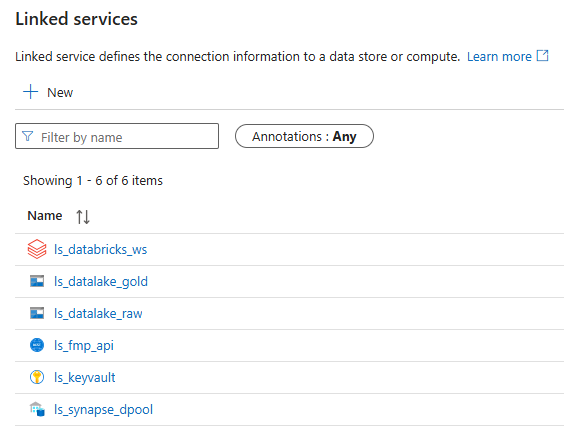 Linked services
Linked service defines the connection information to a data store or compute. Learn more
New
Filter by name
Annotations : Any
Showing 1 - 6 of 6 items
Name
ls_databricks_ws
ls_datalake_gold
ls_datalake_raw
ls_fmp_api
ls_keyvault
ls_synapse_dpool